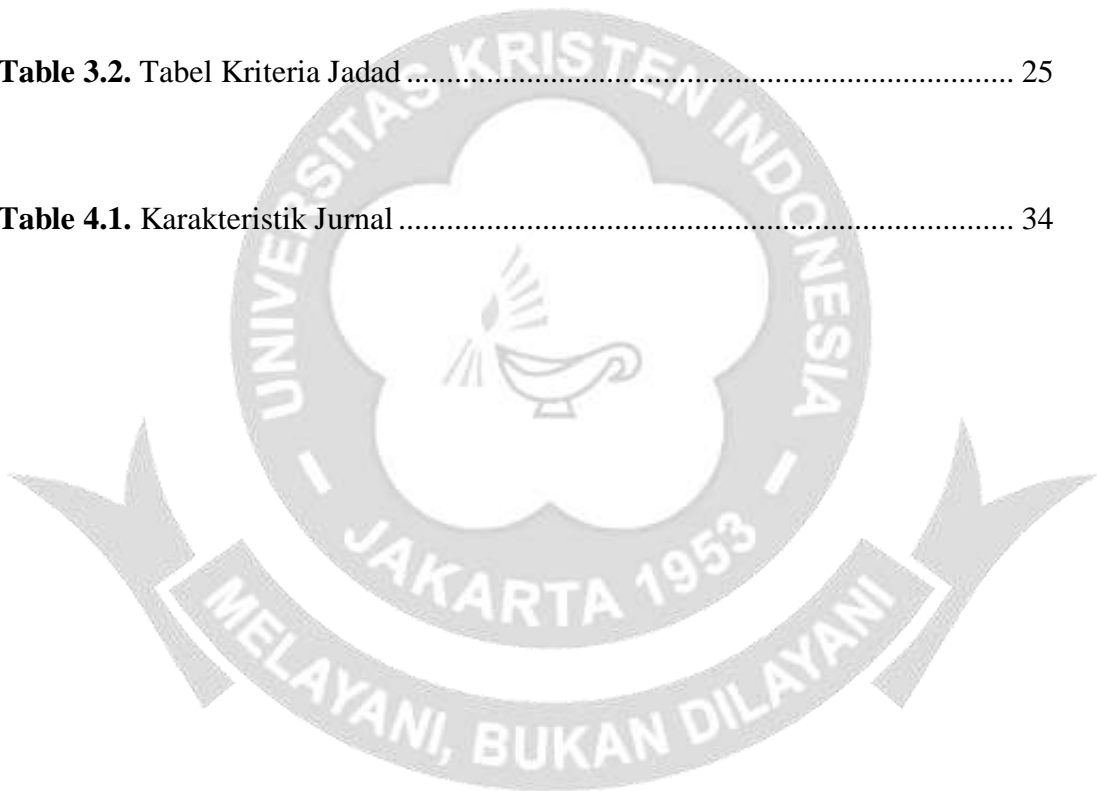 Table 3.2. Tabel Kriteria Jadad ............................................................................ 25
Table 4.1. Karakteristik Jurnal ............................................................................. 34
UNIVERSITAS KRISTEN INDONESIA
- JAKARTA 1953 -
MELAYANI, BUKAN DILAYANI